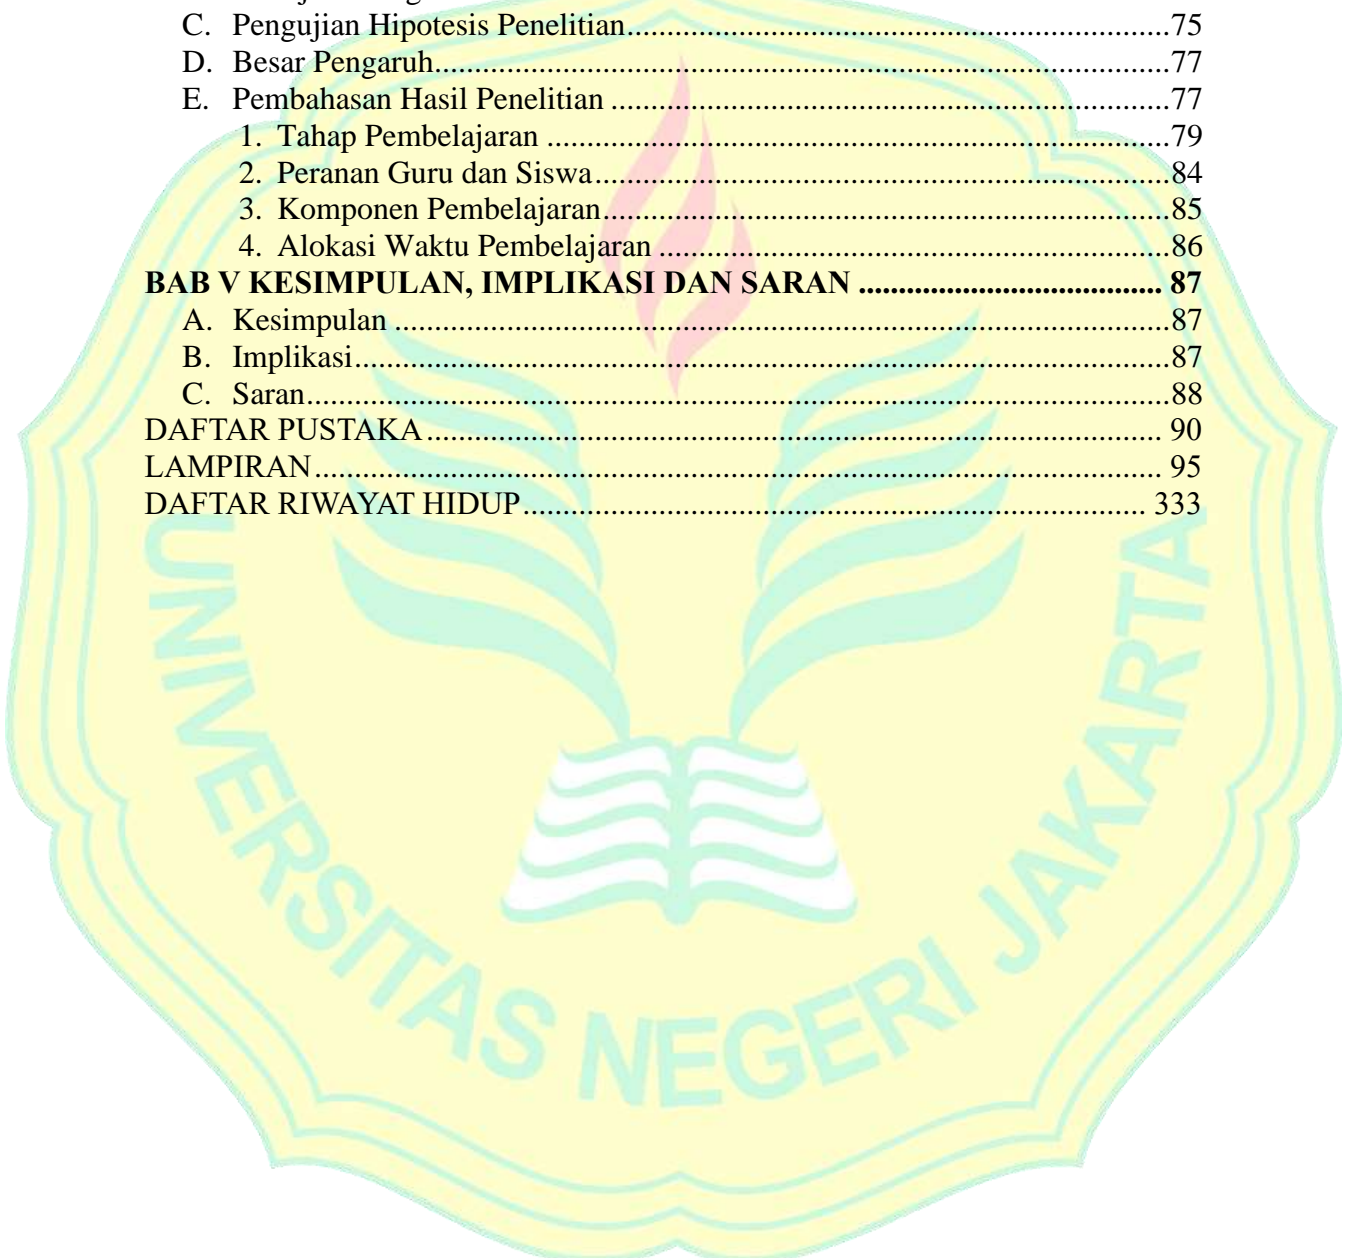 C. Pengujian Hipotesis Penelitian..........75
D. Besar Pengaruh..........77
E. Pembahasan Hasil Penelitian ..........77
1. Tahap Pembelajaran ..........79
2. Peranan Guru dan Siswa..........84
3. Komponen Pembelajaran..........85
4. Alokasi Waktu Pembelajaran ..........86
BAB V KESIMPULAN, IMPLIKASI DAN SARAN .......... 87
A. Kesimpulan ..........87
B. Implikasi..........87
C. Saran..........88
DAFTAR PUSTAKA.......... 90
LAMPIRAN.......... 95
DAFTAR RIWAYAT HIDUP.......... 333
UNIVERSITAS NEGERI JAKARTA